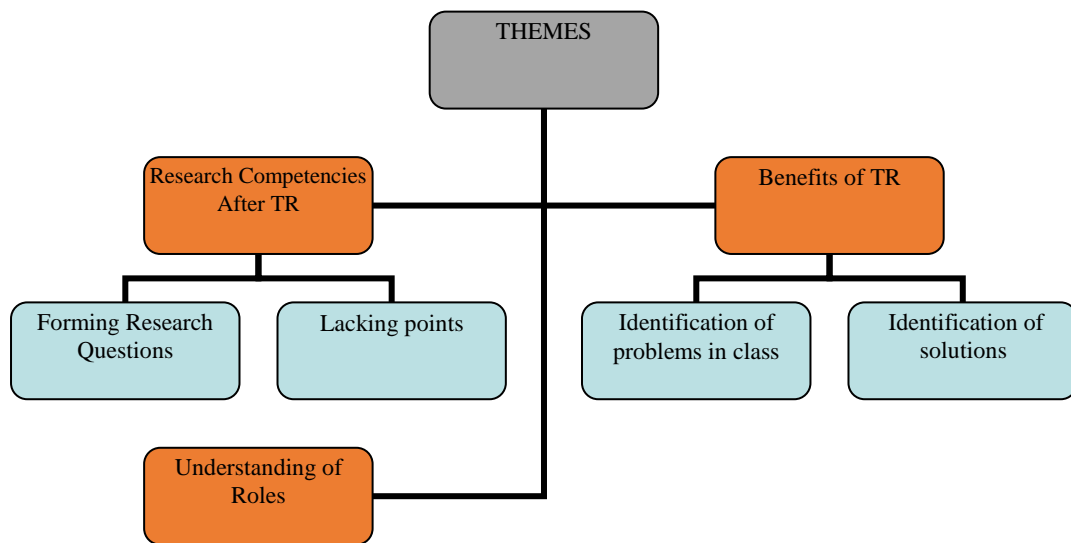 THEMES
Research Competencies
After TR
Benefits of TR
Forming Research
Questions
Lacking points
Identification of
problems in class
Identification of
solutions
Understanding of
Roles